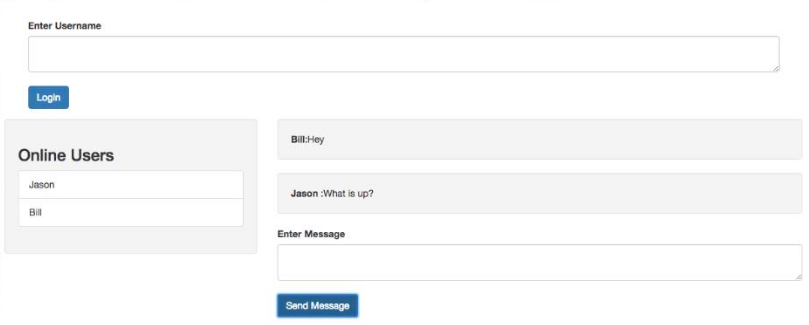 Enter Username
Login
Online Users
Jason
Bill
Bill:Hey
Jason :What is up?
Enter Message
Send Message